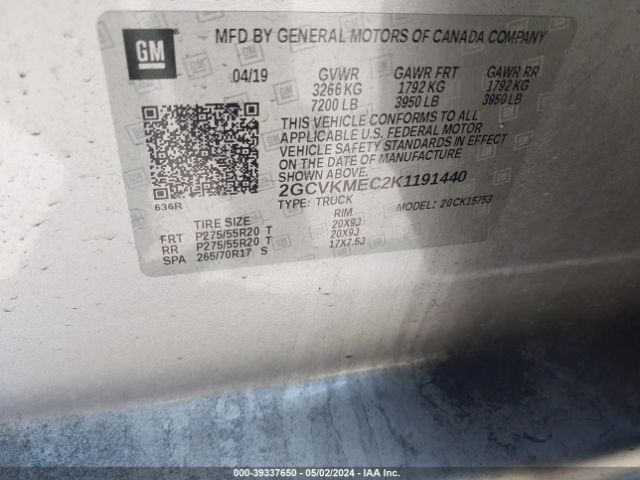 GM
MFD BY GENERAL MOTORS OF CANADA COMPANY
04/19 GVWR GAWR FRT GAWR RR
3266 KG 1792 KG 1792 KG
7200 LB 3950 LB 3950 LB
THIS VEHICLE CONFORMS TO ALL
APPLICABLE U.S. FEDERAL MOTOR
VEHICLE SAFETY STANDARDS IN EFFECT
ON THE DATE OF MANUFACTURE
SHOWN ABOVE.
2GCVKMEC2K1191440
636R TYPE: TRUCK MODEL: 20CK15753
TIRE SIZE RIM
FRT P275/55R20 T 20X9J
RR P275/55R20 T 20X9J
SPA 265/70R17 S 17X7.5J
000-39337650 - 05/02/2024 - IAA Inc.